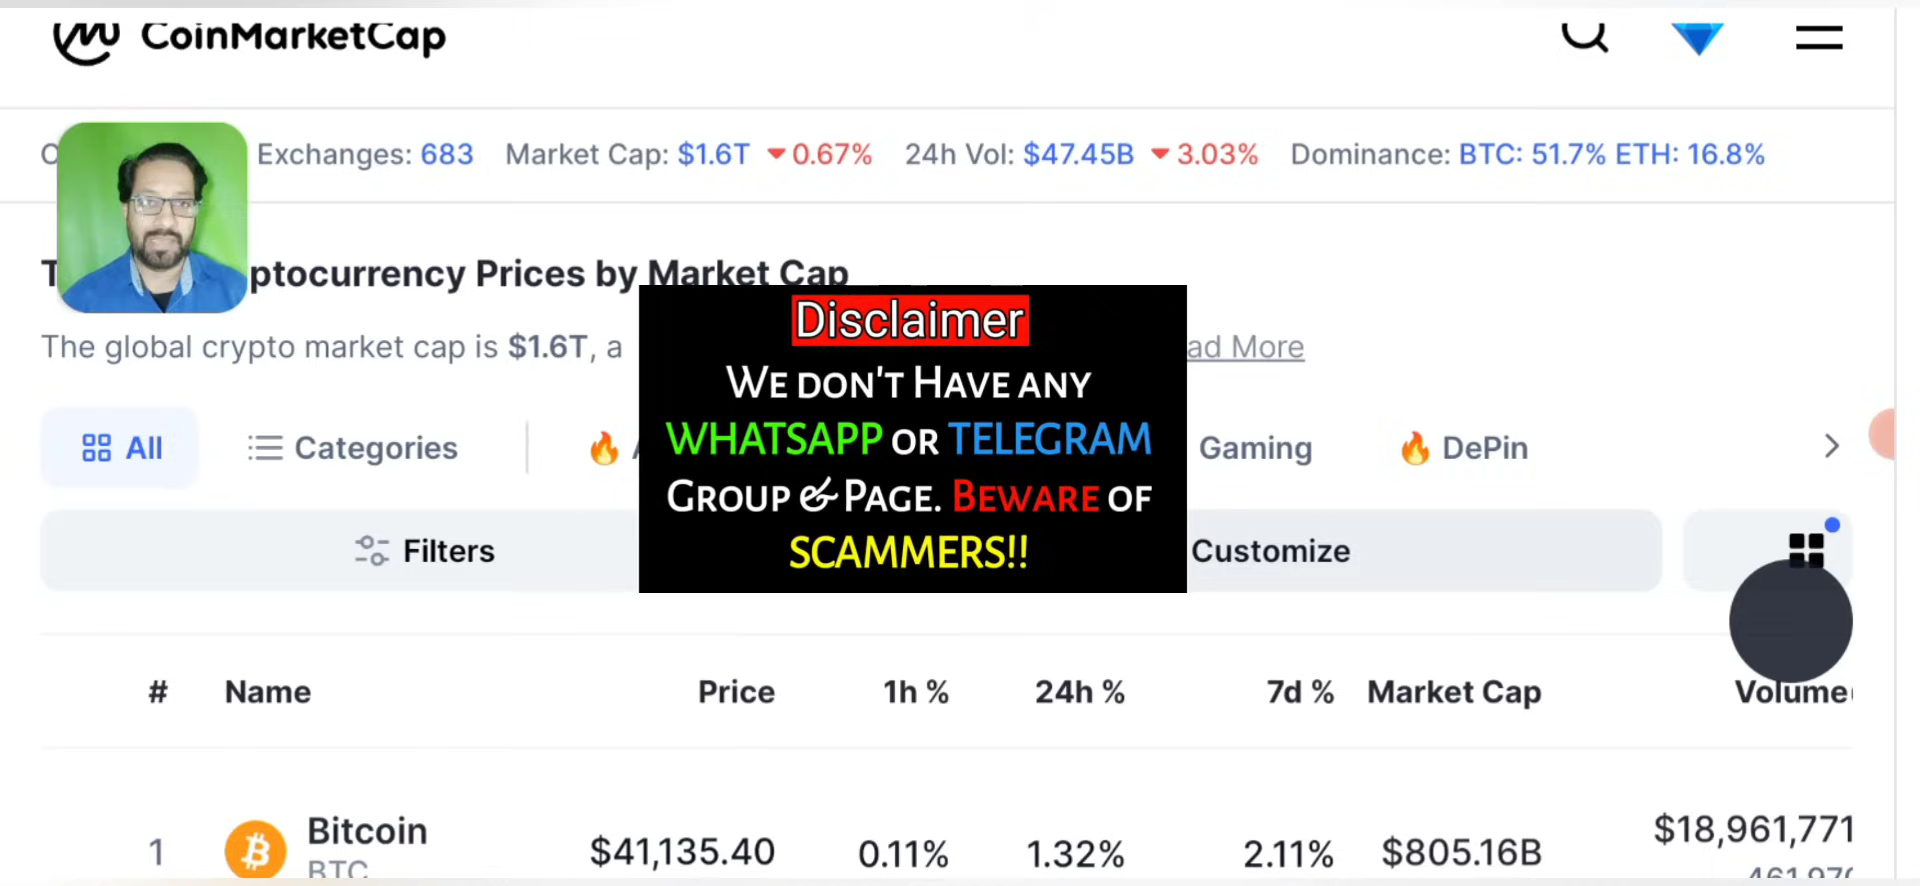 CoinMarketCap
Exchanges: 683 Market Cap: $1.6T 0.67% 24h Vol: $47.45B 3.03% Dominance: BTC: 51.7% ETH: 16.8%
Prices by Market Cap
The global crypto market cap is $1.6T, a
More
Disclaimer
We don't Have any
WHATSAPP or TELEGRAM
Group & Page. Beware of
SCAMMERS!!
All Categories Gaming DePin
Filters Customize
# Name Price 1h % 24h % 7d % Market Cap Volume
1 Bitcoin $41,135.40 0.11% 1.32% 2.11% $805.16B $18,961,771
BTC